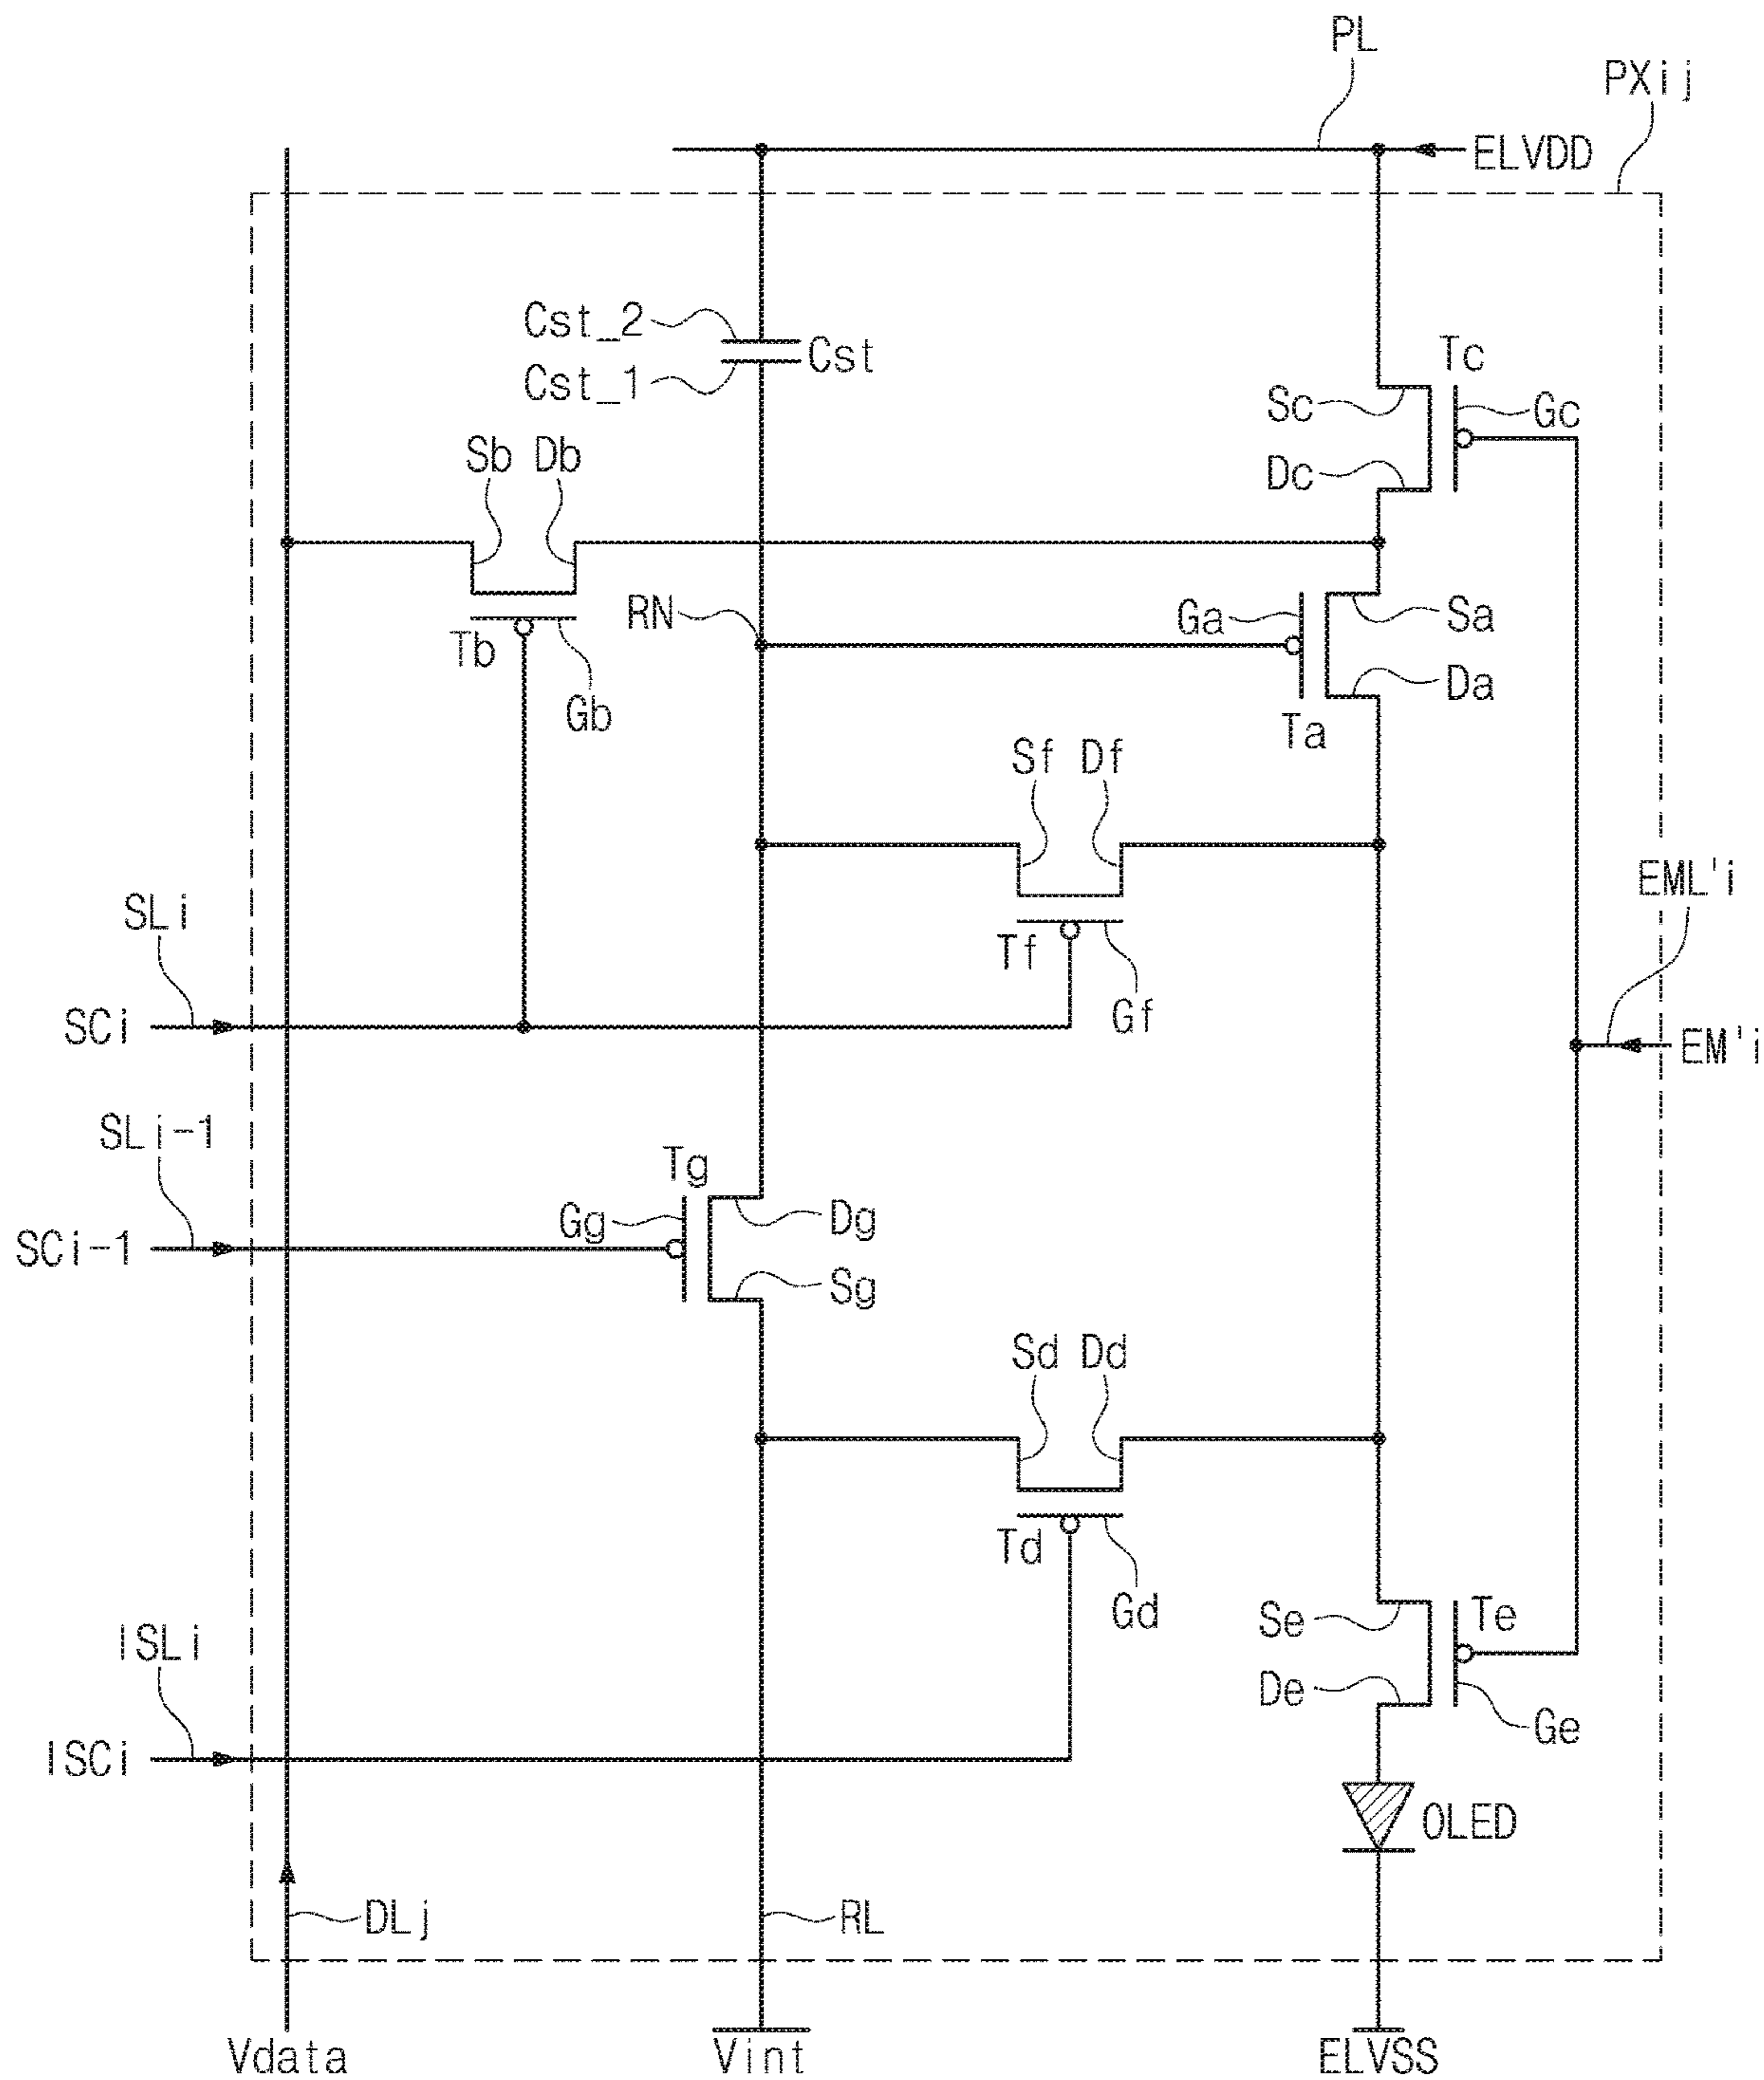 PL
PXij
ELVDD
Cst_2
Cst
Cst_1
Tc
Sc
Gc
Dc
Sb Db
RN
Ga
Sa
Tb
Gb
Da
Ta
Sf Df
EML'i
SLi
Tf
Gf
SCi
EM'i
SLi-1
Tg
Gg
Dg
SCi-1
Sg
Sd Dd
Td
Gd
Se
Te
ISLi
De
Ge
ISCi
OLED
DLj
RL
Vdata
Vint
ELVSS